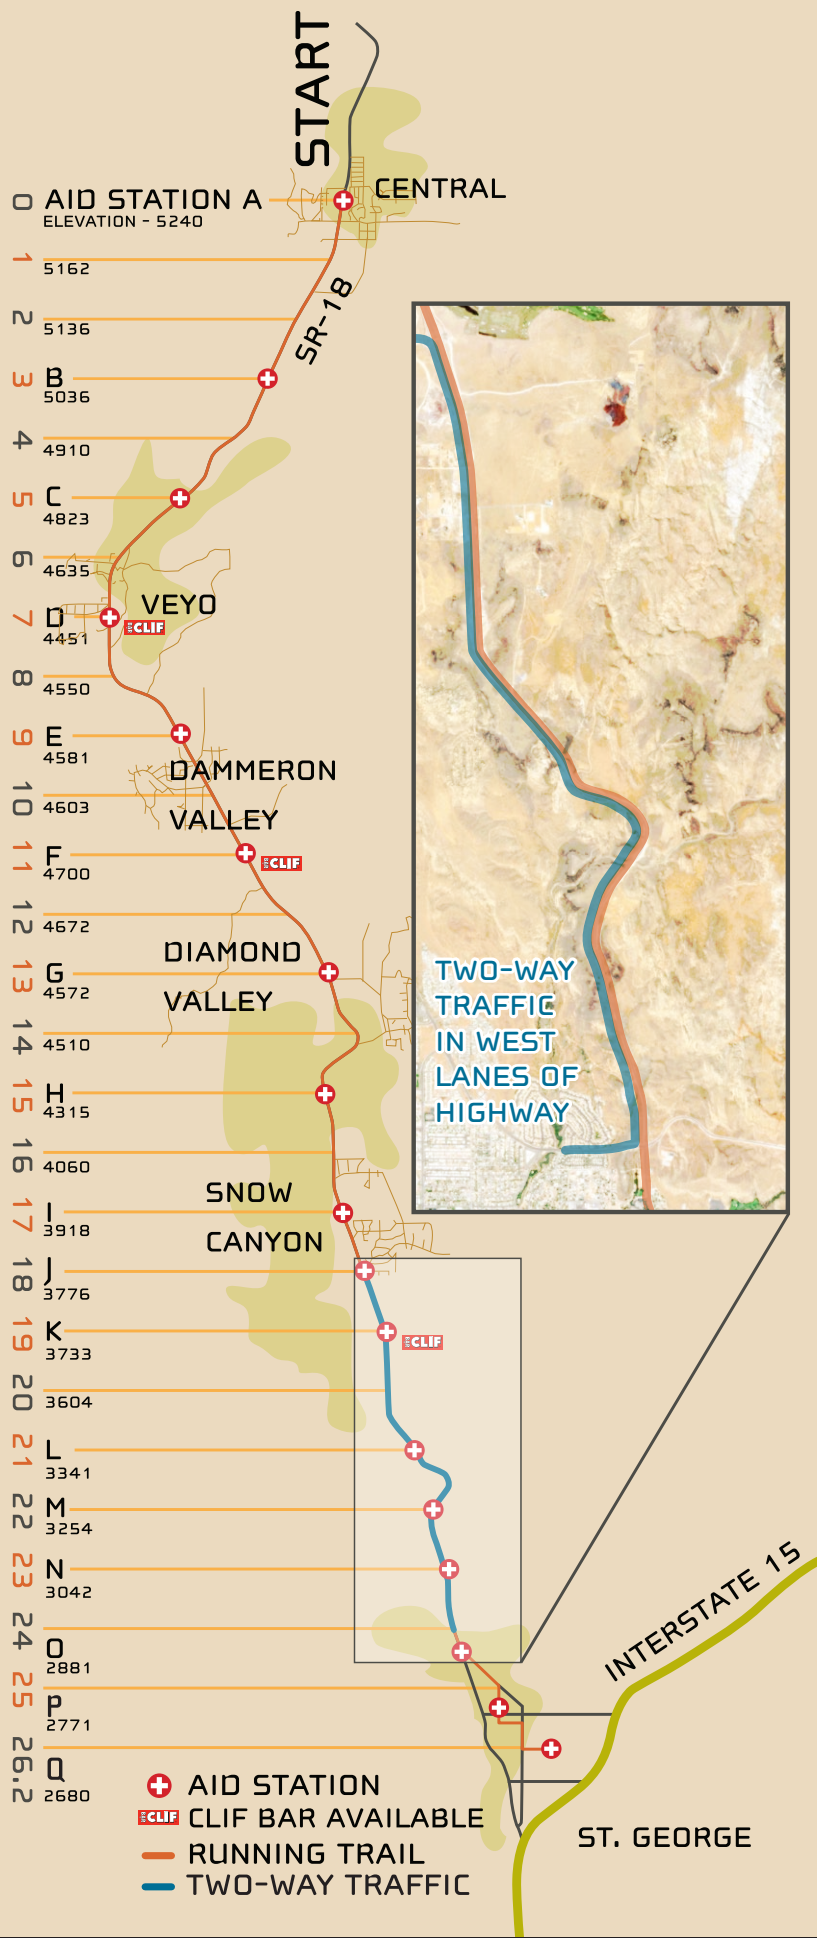 START
0
AID STATION A
CENTRAL
ELEVATION - 5240
1
5162
SR-18
2
5136
3
B
5036
4
4910
5
C
4823
6
4635
VEYO
7
D
CLIF
4451
8
4550
9
E
4581
DAMMERON
VALLEY
10
4603
11
F
CLIF
4700
12
4672
DIAMOND
VALLEY
13
G
4572
14
4510
15
H
4315
16
4060
SNOW
CANYON
17
I
3918
18
J
3776
19
K
CLIF
3733
20
3604
21
L
3341
22
M
3254
23
N
3042
24
O
2881
25
P
2771
26.2
Q
2680
TWO-WAY
TRAFFIC
IN WEST
LANES OF
HIGHWAY
INTERSTATE 15
ST. GEORGE
AID STATION
CLIF CLIF BAR AVAILABLE
RUNNING TRAIL
TWO-WAY TRAFFIC